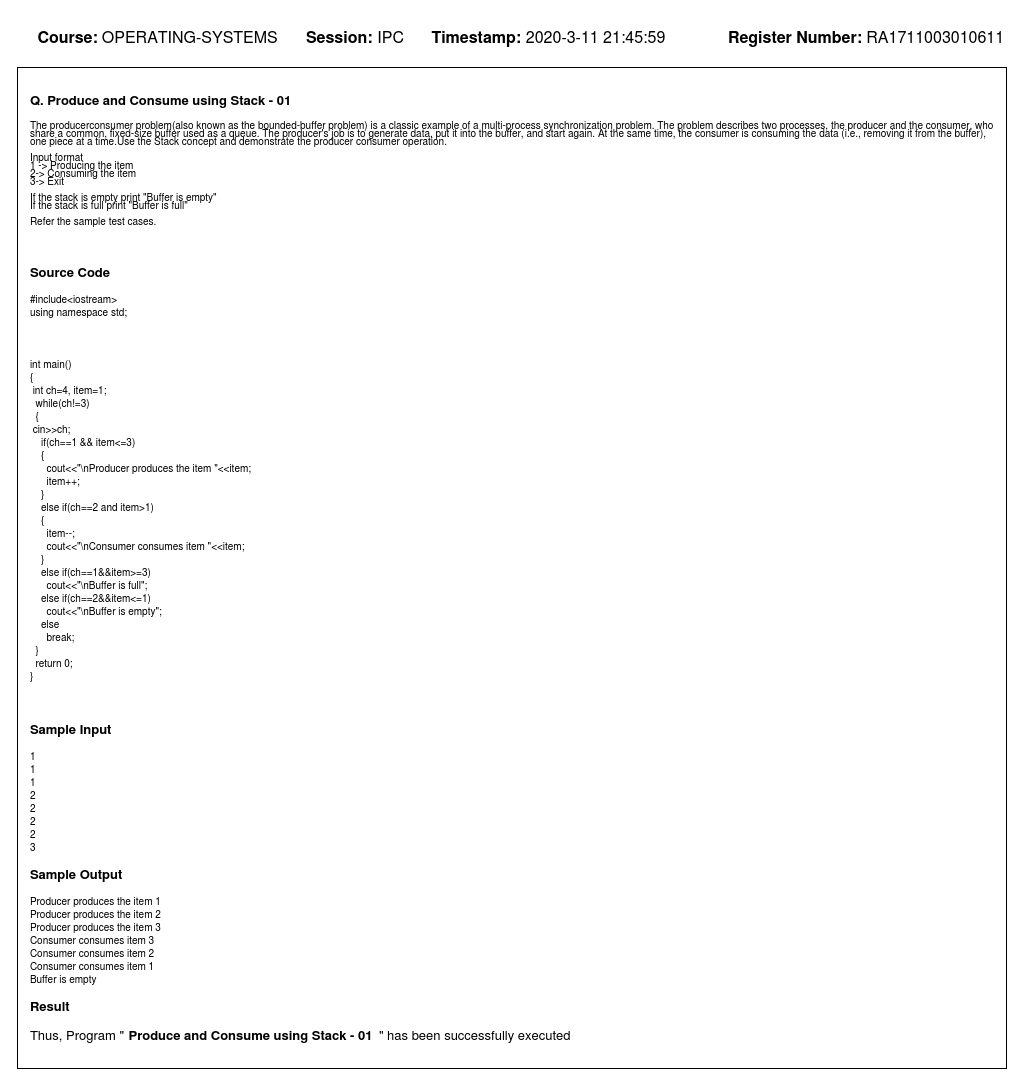 Course: OPERATING-SYSTEMS Session: IPC Timestamp: 2020-3-11 21:45:59 Register Number: RA1711003010611
Q. Produce and Consume using Stack - 01
The producerconsumer problem(also known as the bounded-buffer problem) is a classic example of a multi-process synchronization problem. The problem describes two processes, the producer and the consumer, who
share a common, fixed-size buffer used as a queue. The producer's job is to generate data, put it into the buffer, and start again. At the same time, the consumer is consuming the data (i.e., removing it from the buffer),
one piece at a time.Use the Stack concept and demonstrate the producer consumer operation.
Input format
1 -> Producing the item
2-> Consuming the item
3-> Exit
If the stack is empty print "Buffer is empty"
If the stack is full print "Buffer is full"
Refer the sample test cases.
Source Code
#include<iostream>
using namespace std;
int main()
{
int ch=4, item=1;
while(ch!=3)
{
cin>>ch;
if(ch==1 && item<=3)
{
cout<<"\nProducer produces the item "<<item;
item++;
}
else if(ch==2 and item>1)
{
item--;
cout<<"\nConsumer consumes item "<<item;
}
else if(ch==1&&item>=3)
cout<<"\nBuffer is full";
else if(ch==2&&item<=1)
cout<<"\nBuffer is empty";
else
break;
}
return 0;
}
Sample Input
1
1
1
2
2
2
2
3
Sample Output
Producer produces the item 1
Producer produces the item 2
Producer produces the item 3
Consumer consumes item 3
Consumer consumes item 2
Consumer consumes item 1
Buffer is empty
Result
Thus, Program " Produce and Consume using Stack - 01 " has been successfully executed